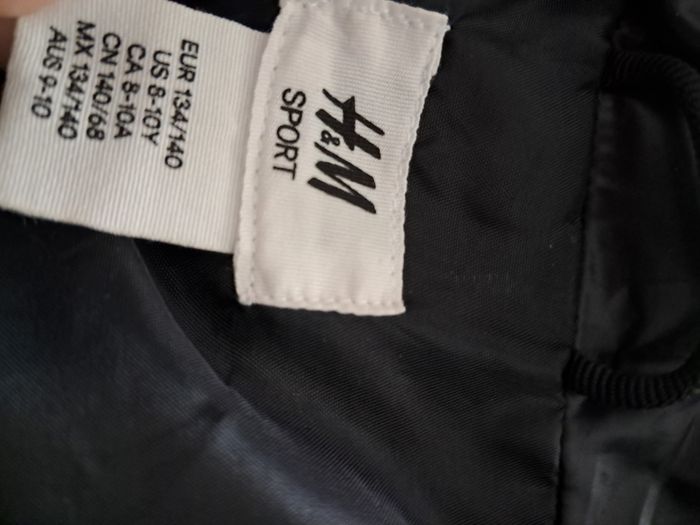 H&M
SPORT
EUR 134/140
US 8-10Y
CA 8-10A
CN 140/68
MX 134/140
AUS 9-10